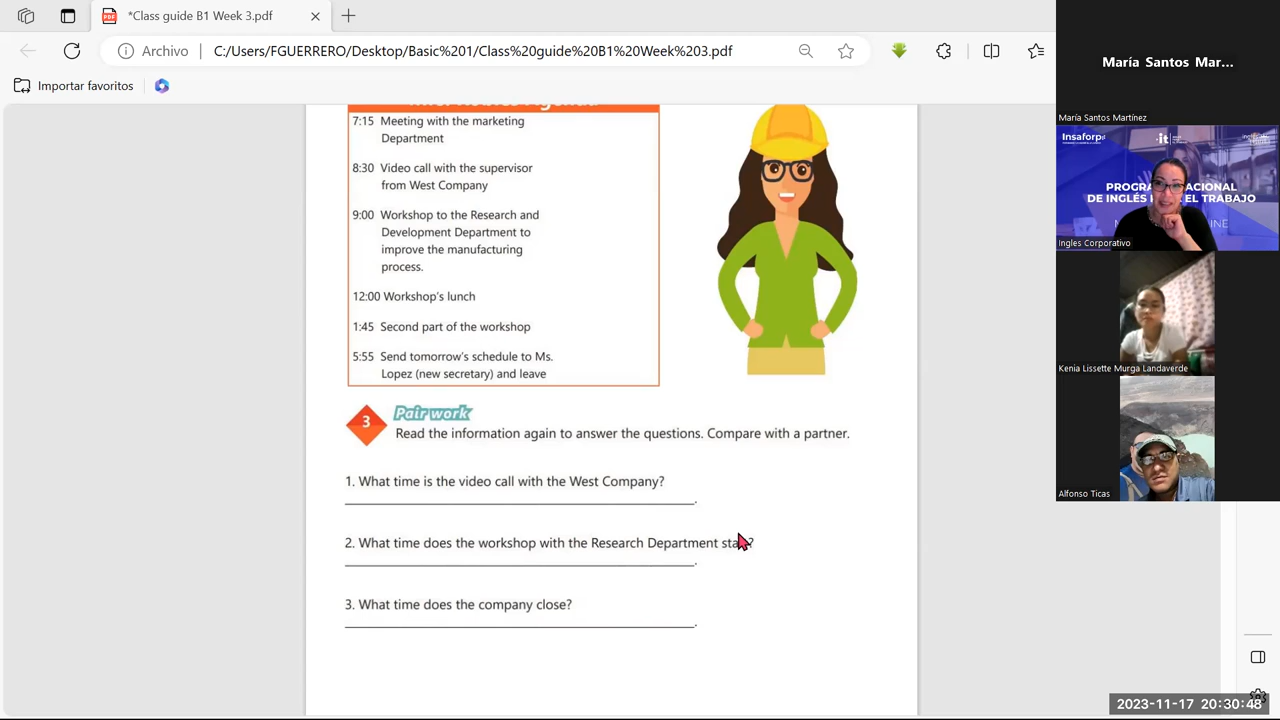 *Class guide B1 Week 3.pdf
Archivo
C:/Users/FGUERRERO/Desktop/Basic%201/Class%20guide%20B1%20Week%203.pdf
Importar favoritos
7:15 Meeting with the marketing
Department
8:30 Video call with the supervisor
from West Company
9:00 Workshop to the Research and
Development Department to
improve the manufacturing
process.
12:00 Workshop's lunch
1:45 Second part of the workshop
5:55 Send tomorrow's schedule to Ms.
Lopez (new secretary) and leave
3
Pair work
Read the information again to answer the questions. Compare with a partner.
1. What time is the video call with the West Company?
2. What time does the workshop with the Research Department
3. What time does the company close?
María Santos Mar...
María Santos Martínez
Insaforp
it
DE INGLÉS EL TRABAJO
Ingles Corporativo
Kenia Lissette Murga Landaverde
Alfonso Ticas
2023-11-17 20:30:48